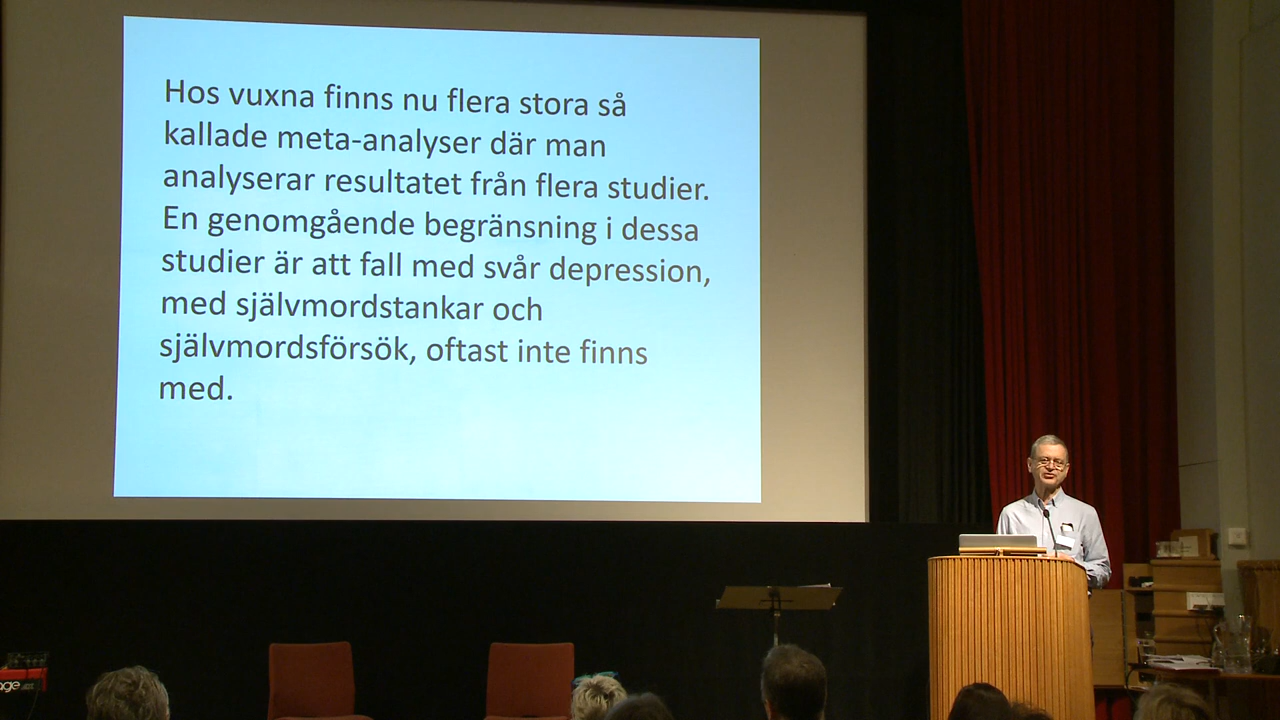 Hos vuxna finns nu flera stora så
kallade meta-analyser där man
analyserar resultatet från flera studier.
En genomgående begränsning i dessa
studier är att fall med svår depression,
med självmordstankar och
självmordsförsök, oftast inte finns
med.
age